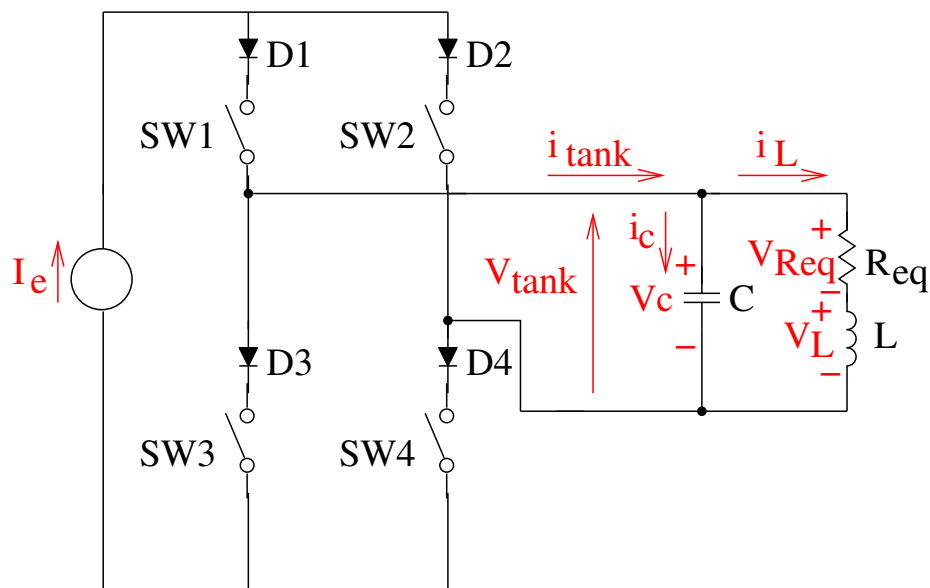 D1
D2
SW1
SW2
i tank
i L
I e
V tank
i c
+
Vc
−
C
+
V Req
−
R eq
+
V L
−
L
D3
D4
SW3
SW4